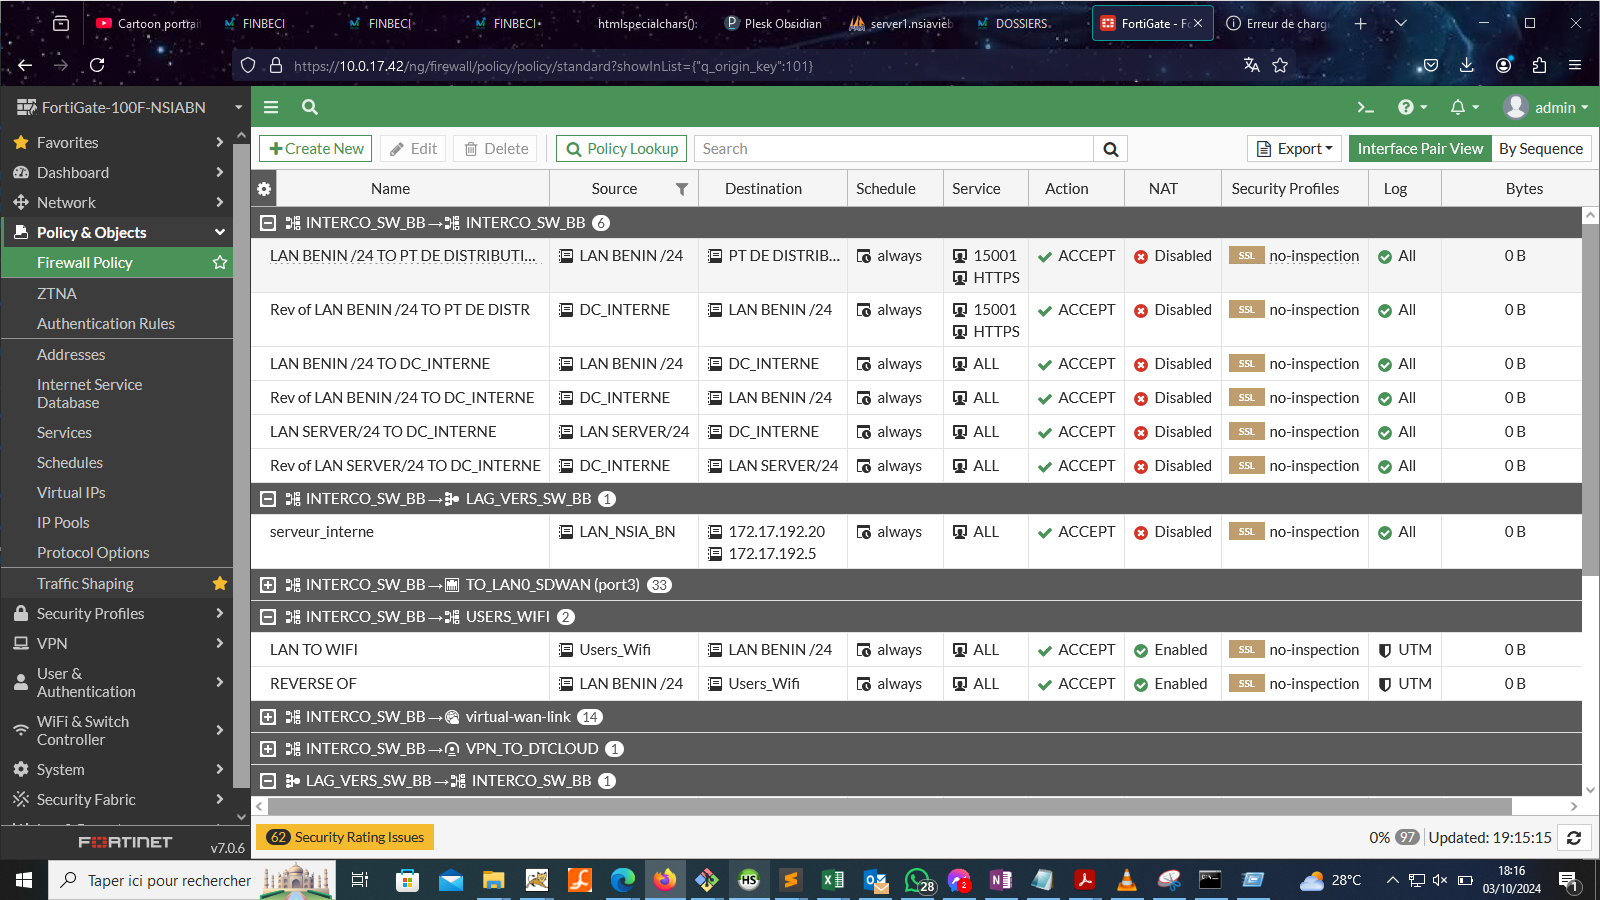 Cartoon portrai
FINBECI
FINBECI
FINBECI
htmlspecialchars():
Plesk Obsidian
server1.nsiavieb
DOSSIERS
FortiGate - Fo
Erreur de charg
https://10.0.17.42/ng/firewall/policy/policy/standard?showInList={"q_origin_key":101}
FortiGate-100F-NSIABN
admin
Favorites
Dashboard
Network
Policy & Objects
Firewall Policy
ZTNA
Authentication Rules
Addresses
Internet Service
Database
Services
Schedules
Virtual IPs
IP Pools
Protocol Options
Traffic Shaping
Security Profiles
VPN
User &
Authentication
WiFi & Switch
Controller
System
Security Fabric
FORTINET
v7.0.6
Create New
Edit
Delete
Policy Lookup
Search
Export
Interface Pair View
By Sequence
Name Source Destination Schedule Service Action NAT Security Profiles Log Bytes
INTERCO_SW_BB → INTERCO_SW_BB 6
LAN BENIN /24 TO PT DE DISTRIBUTI... LAN BENIN /24 PT DE DISTRIB... always 15001 ACCEPT Disabled SSL no-inspection All 0 B
HTTPS
Rev of LAN BENIN /24 TO PT DE DISTR DC_INTERNE LAN BENIN /24 always 15001 ACCEPT Disabled SSL no-inspection All 0 B
HTTPS
LAN BENIN /24 TO DC_INTERNE LAN BENIN /24 DC_INTERNE always ALL ACCEPT Disabled SSL no-inspection All 0 B
Rev of LAN BENIN /24 TO DC_INTERNE DC_INTERNE LAN BENIN /24 always ALL ACCEPT Disabled SSL no-inspection All 0 B
LAN SERVER/24 TO DC_INTERNE LAN SERVER/24 DC_INTERNE always ALL ACCEPT Disabled SSL no-inspection All 0 B
Rev of LAN SERVER/24 TO DC_INTERNE DC_INTERNE LAN SERVER/24 always ALL ACCEPT Disabled SSL no-inspection All 0 B
INTERCO_SW_BB → LAG_VERS_SW_BB 1
serveur_interne LAN_NSIA_BN 172.17.192.20 always ALL ACCEPT Disabled SSL no-inspection All 0 B
172.17.192.5
INTERCO_SW_BB → TO_LAN0_SDWAN (port3) 33
INTERCO_SW_BB → USERS_WIFI 2
LAN TO WIFI Users_Wifi LAN BENIN /24 always ALL ACCEPT Enabled SSL no-inspection UTM 0 B
REVERSE OF LAN BENIN /24 Users_Wifi always ALL ACCEPT Enabled SSL no-inspection UTM 0 B
INTERCO_SW_BB → virtual-wan-link 14
INTERCO_SW_BB → VPN_TO_DTCLOUD 1
LAG_VERS_SW_BB → INTERCO_SW_BB 1
62 Security Rating Issues
0% 97 Updated: 19:15:15
Taper ici pour rechercher
HS
28
2
28°C
18:16
03/10/2024
1